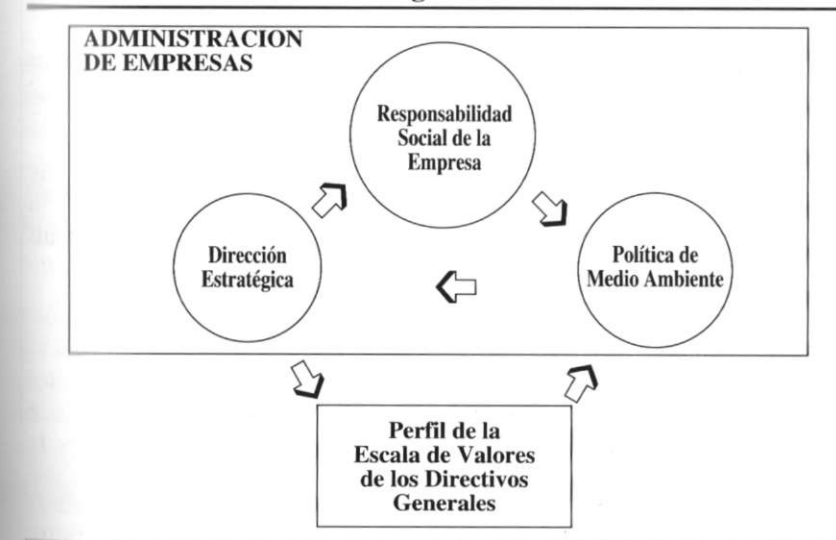 ADMINISTRACION
DE EMPRESAS
Responsabilidad
Social de la
Empresa
Dirección
Estratégica
Política de
Medio Ambiente
Perfil de la
Escala de Valores
de los Directivos
Generales